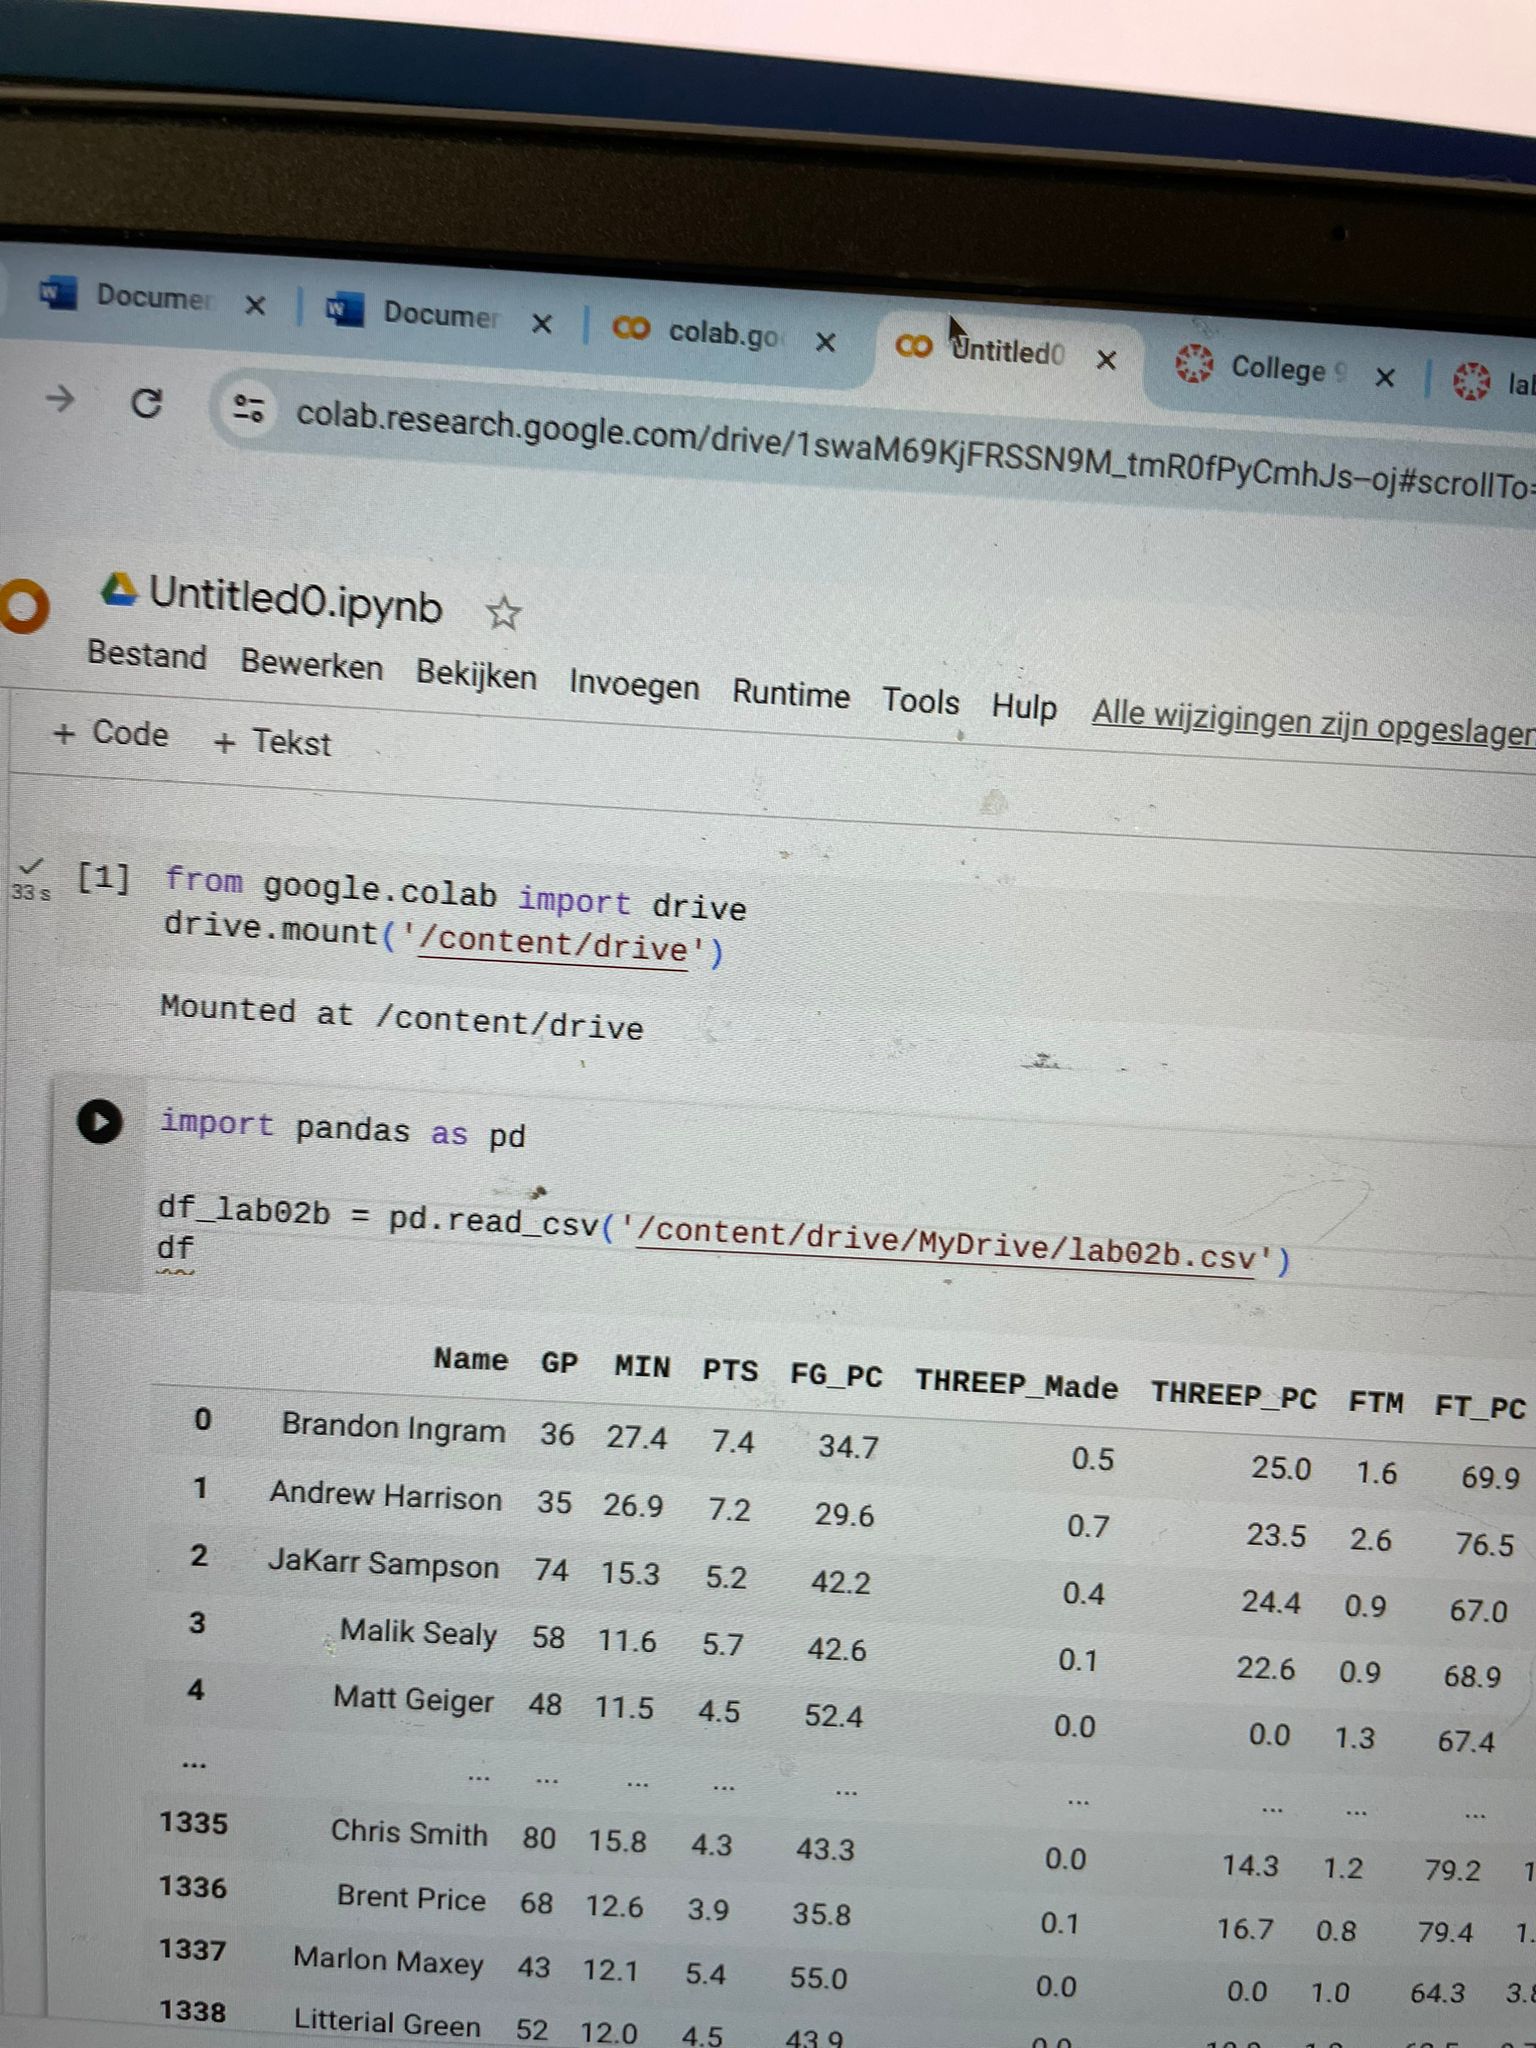 Documen
Documen
colab.go
Untitled0
College
colab.research.google.com/drive/1swaM69KjFRSSN9M_tmR0fPyCmhJs-oj#scrollTo=
Untitled0.ipynb
Bestand Bewerken Bekijken Invoegen Runtime Tools Hulp Alle wijzigingen zijn opgeslagen
+ Code + Tekst
33 s [1] from google.colab import drive
drive.mount('/content/drive')
Mounted at /content/drive
import pandas as pd
df_lab02b = pd.read_csv('/content/drive/MyDrive/lab02b.csv')
df
Name GP MIN PTS FG_PC THREEP_Made THREEP_PC FTM FT_PC
0 Brandon Ingram 36 27.4 7.4 34.7 0.5 25.0 1.6 69.9
1 Andrew Harrison 35 26.9 7.2 29.6 0.7 23.5 2.6 76.5
2 JaKarr Sampson 74 15.3 5.2 42.2 0.4 24.4 0.9 67.0
3 Malik Sealy 58 11.6 5.7 42.6 0.1 22.6 0.9 68.9
4 Matt Geiger 48 11.5 4.5 52.4 0.0 0.0 1.3 67.4
... ... ... ... ... ... ... ... ... ...
1335 Chris Smith 80 15.8 4.3 43.3 0.0 14.3 1.2 79.2
1336 Brent Price 68 12.6 3.9 35.8 0.1 16.7 0.8 79.4
1337 Marlon Maxey 43 12.1 5.4 55.0 0.0 0.0 1.0 64.3
1338 Litterial Green 52 12.0 4.5 43.9